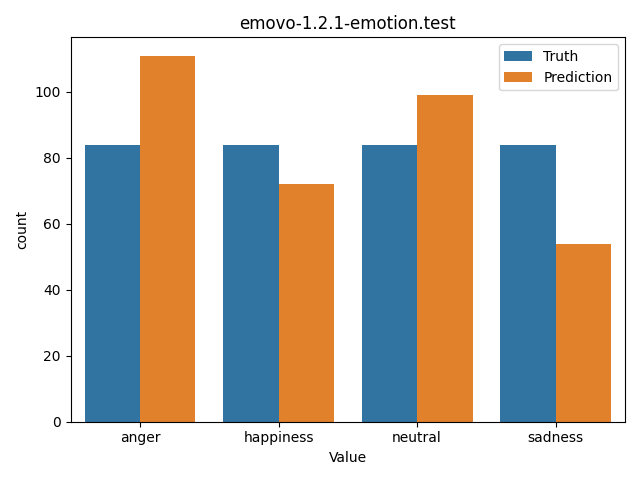 emovo-1.2.1-emotion.test
Truth
Prediction
count
100
80
60
40
20
0
anger happiness neutral sadness
Value